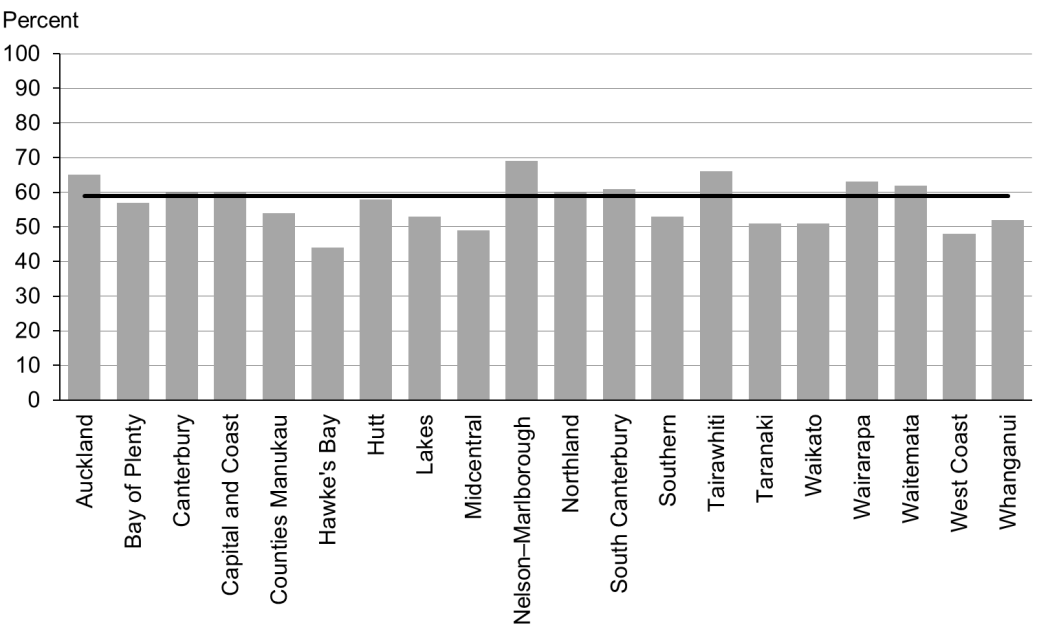 Percent
100
90
80
70
60
50
40
30
20
10
0
Auckland
Bay of Plenty
Canterbury
Capital and Coast
Counties Manukau
Hawke's Bay
Hutt
Lakes
Midcentral
Nelson–Marlborough
Northland
South Canterbury
Southern
Tairawhiti
Taranaki
Waikato
Wairarapa
Waitemata
West Coast
Whanganui